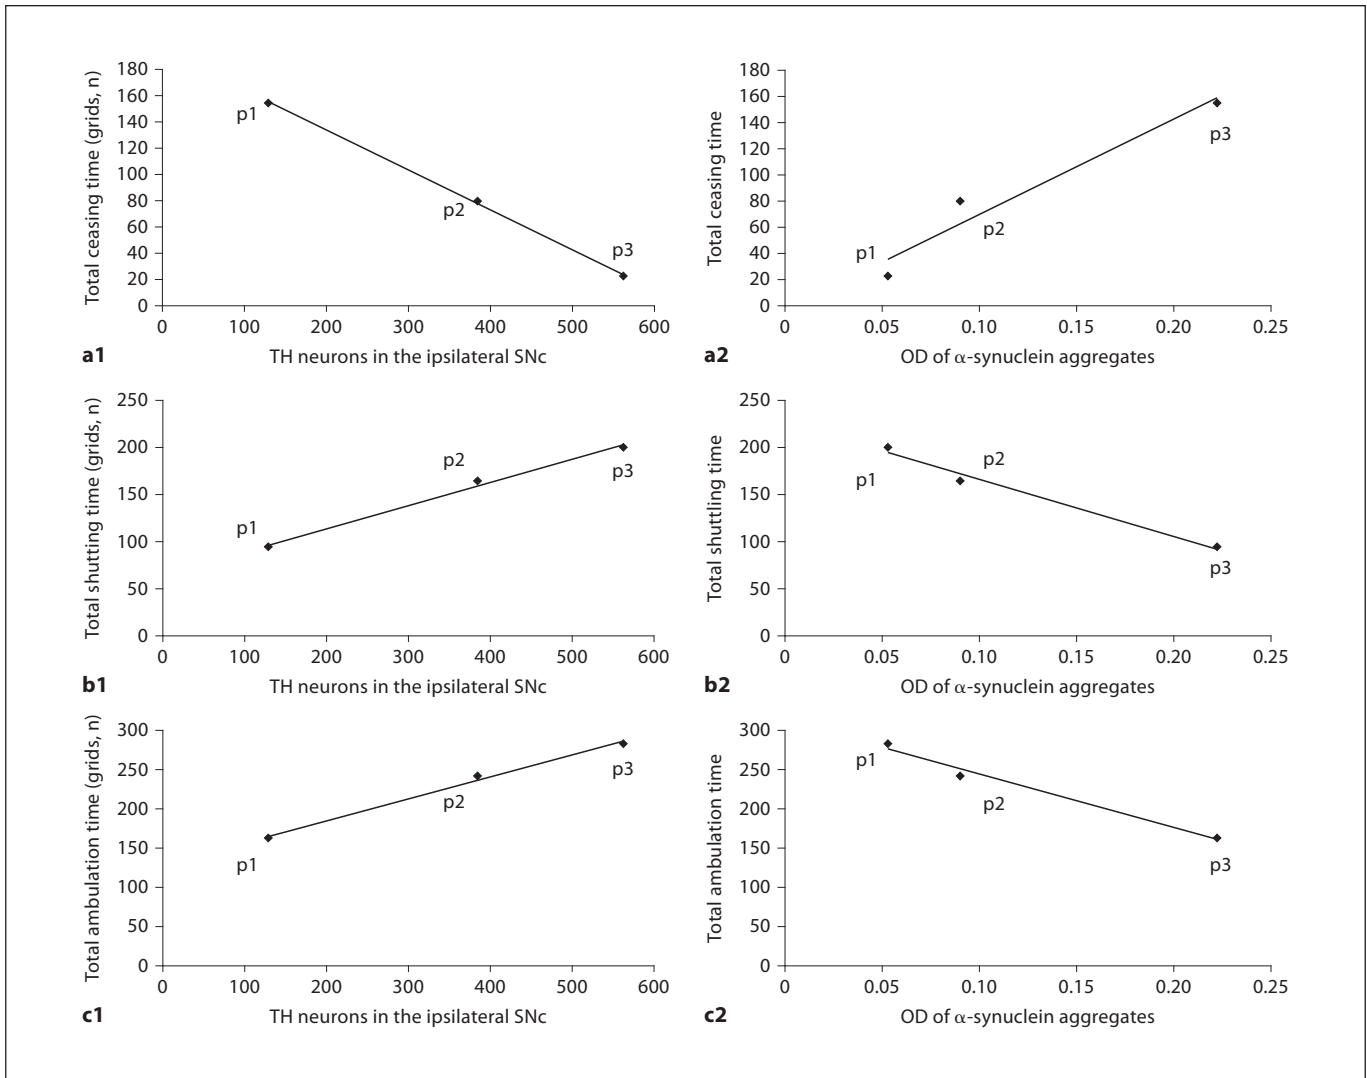 Total ceasing time (grids, n)
180
160
140
120
100
80
60
40
20
0
p1
p2
p3
0 100 200 300 400 500 600
a1 TH neurons in the ipsilateral SNc
Total ceasing time
180
160
140
120
100
80
60
40
20
0
p3
p2
p1
0 0.05 0.10 0.15 0.20 0.25
a2 OD of α-synuclein aggregates
Total shutting time (grids, n)
250
200
150
100
50
0
p2
p3
p1
0 100 200 300 400 500 600
b1 TH neurons in the ipsilateral SNc
Total shuttling time
250
200
150
100
50
0
p2
p1
p3
0 0.05 0.10 0.15 0.20 0.25
b2 OD of α-synuclein aggregates
Total ambulation time (grids, n)
300
250
200
150
100
50
0
p3
p2
p1
0 100 200 300 400 500 600
c1 TH neurons in the ipsilateral SNc
Total ambulation time
300
250
200
150
100
50
0
p1
p2
p3
0 0.05 0.10 0.15 0.20 0.25
c2 OD of α-synuclein aggregates